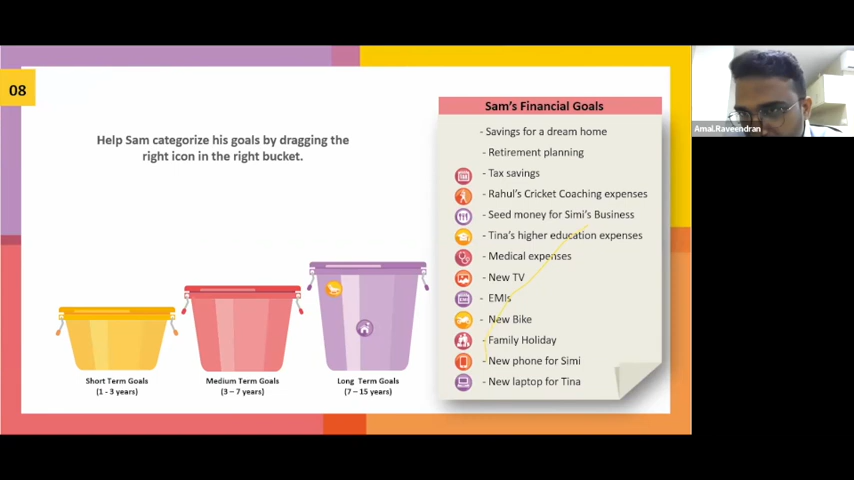 08
Help Sam categorize his goals by dragging the
right icon in the right bucket.
Short Term Goals
(1 - 3 years)
Medium Term Goals
(3 – 7 years)
Long Term Goals
(7 – 15 years)
Sam's Financial Goals
- Savings for a dream home
- Retirement planning
- Tax savings
- Rahul's Cricket Coaching expenses
- Seed money for Simi's Business
- Tina's higher education expenses
- Medical expenses
- New TV
- EMIs
- New Bike
- Family Holiday
- New phone for Simi
- New laptop for Tina
Amal.Raveendran